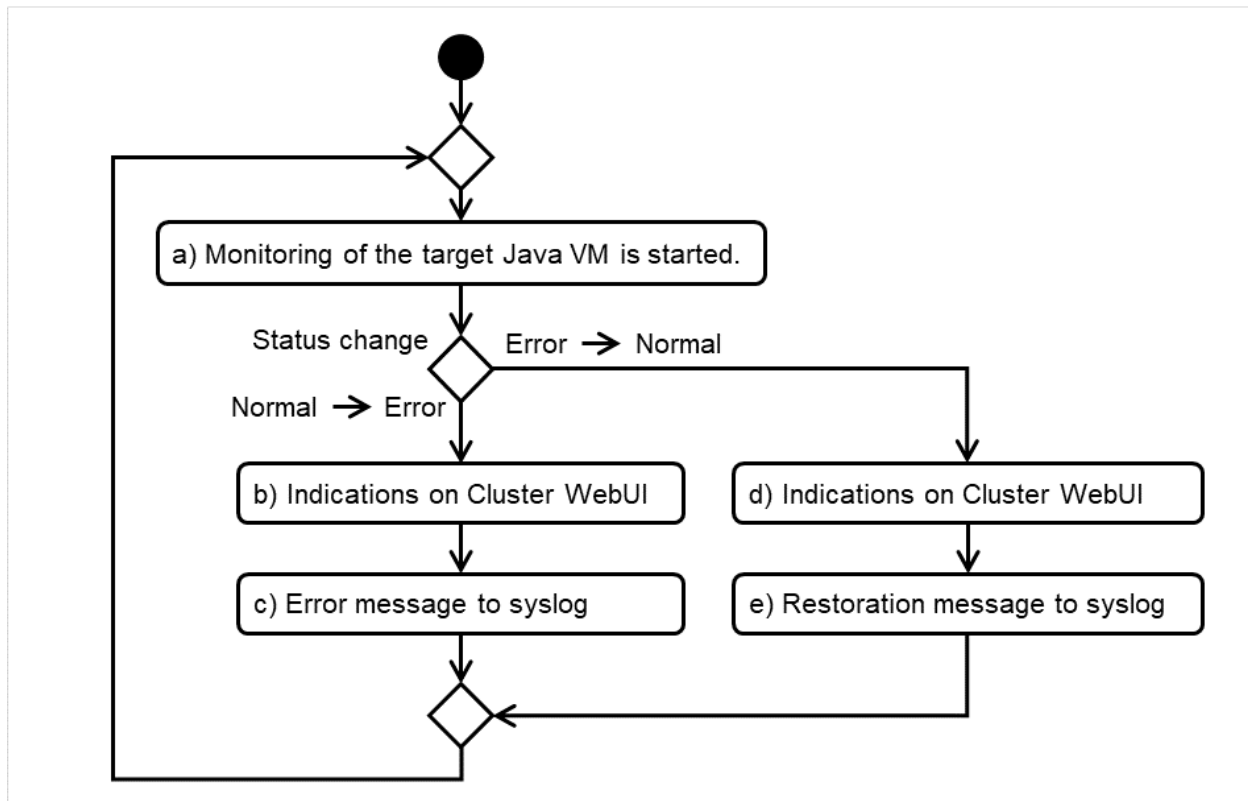 a) Monitoring of the target Java VM is started.
Status change
Error → Normal
Normal → Error
b) Indications on Cluster WebUI
d) Indications on Cluster WebUI
c) Error message to syslog
e) Restoration message to syslog